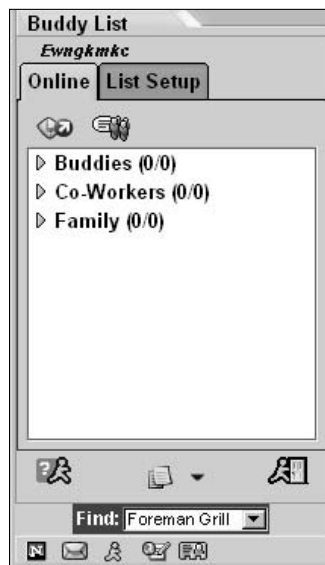 Buddy List
Ewngkmkc
Online List Setup
Buddies (0/0)
Co-Workers (0/0)
Family (0/0)
Find: Foreman Grill
N